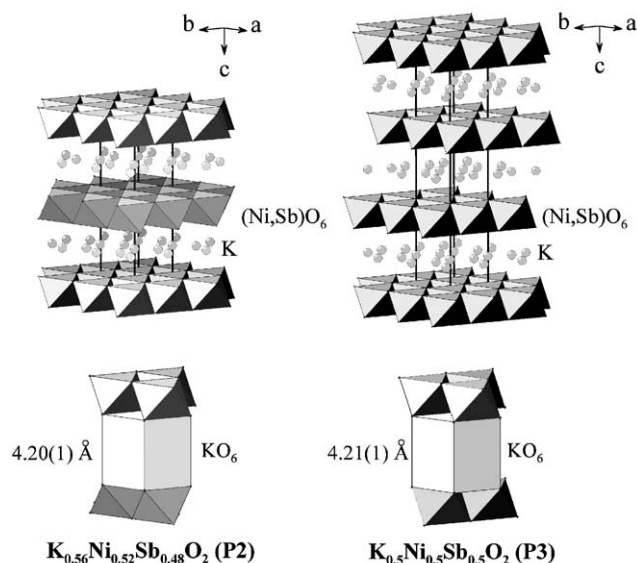 b a
c
(Ni,Sb)O6
K
b a
c
(Ni,Sb)O6
K
4.20(1) Å KO6
K0.56Ni0.52Sb0.48O2 (P2)
4.21(1) Å KO6
K0.5Ni0.5Sb0.5O2 (P3)